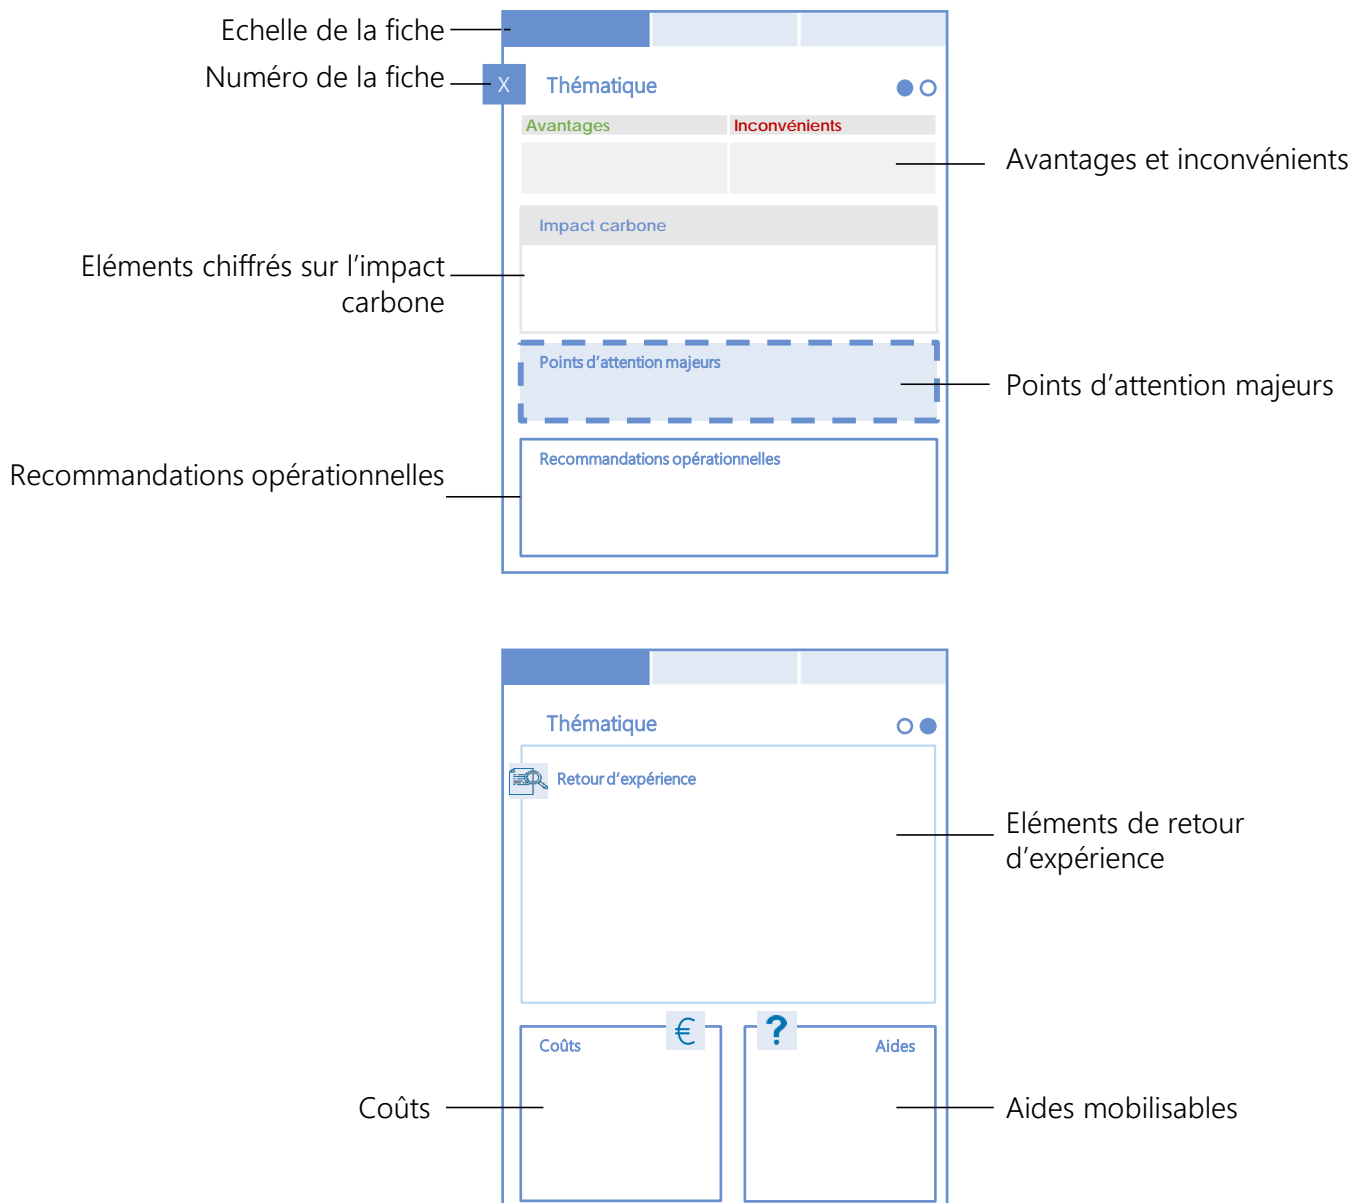 Echelle de la fiche
Numéro de la fiche
X
Thématique
Avantages
Inconvénients
Avantages et inconvénients
Impact carbone
Eléments chiffrés sur l’impact
carbone
Points d’attention majeurs
Points d’attention majeurs
Recommandations opérationnelles
Recommandations opérationnelles
Thématique
Retour d’expérience
Eléments de retour
d’expérience
€
?
Coûts
Aides
Coûts
Aides mobilisables